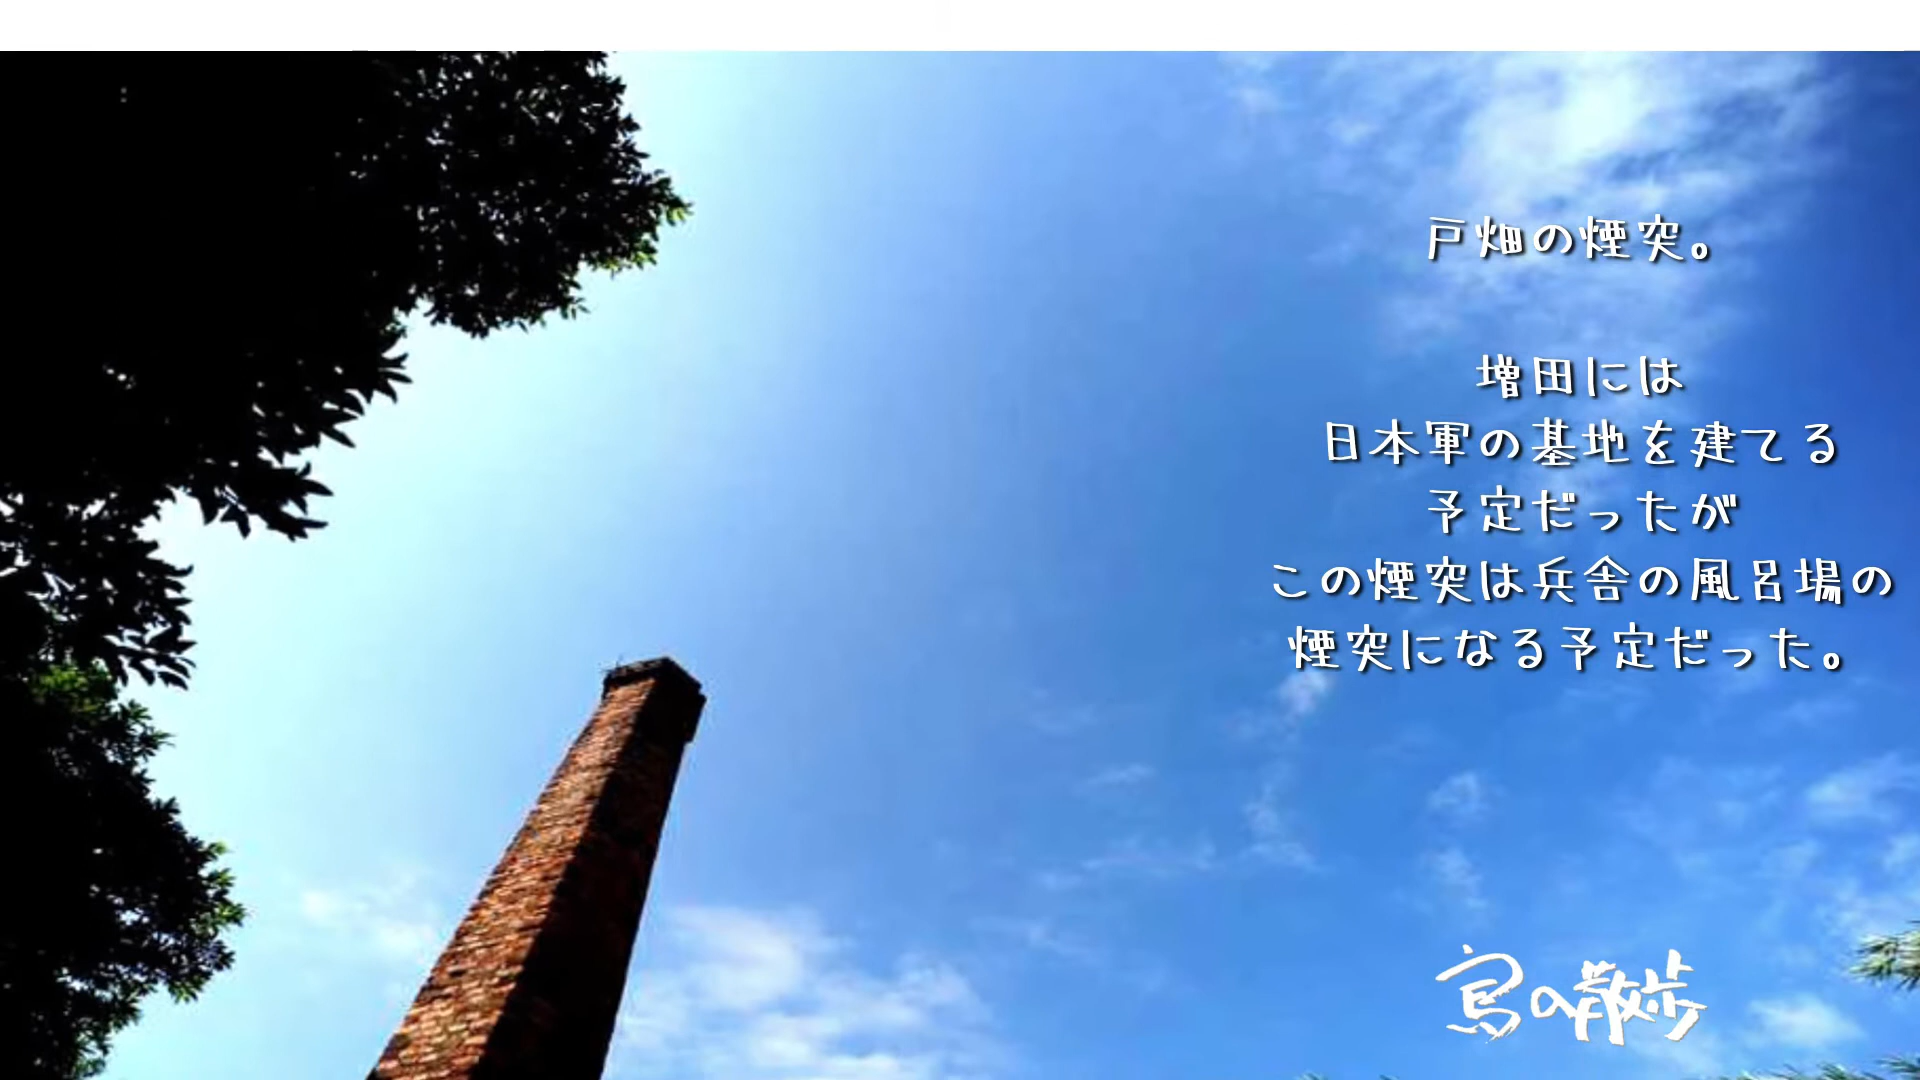 戸畑の煙突。
増田には
日本軍の基地を建てる
予定だったが
この煙突は兵舎の風呂場の
煙突になる予定だった。
の散歩